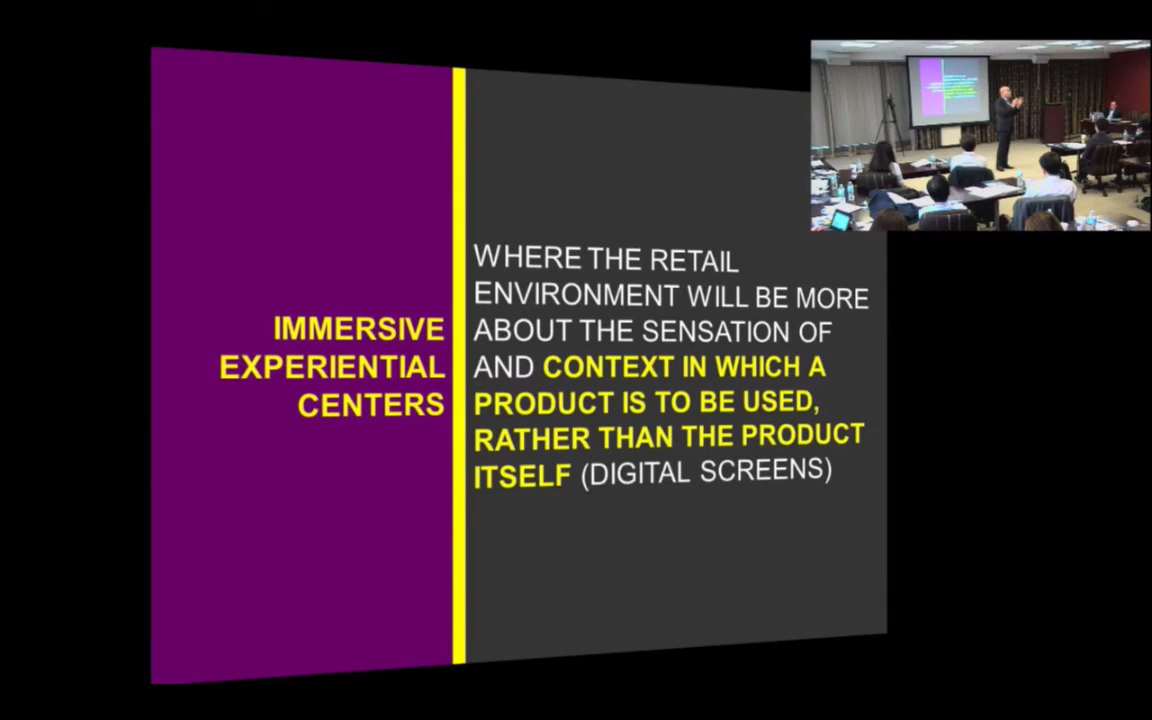 IMMERSIVE
EXPERIENTIAL
CENTERS
WHERE THE RETAIL
ENVIRONMENT WILL BE MORE
ABOUT THE SENSATION OF
AND CONTEXT IN WHICH A
PRODUCT IS TO BE USED,
RATHER THAN THE PRODUCT
ITSELF (DIGITAL SCREENS)